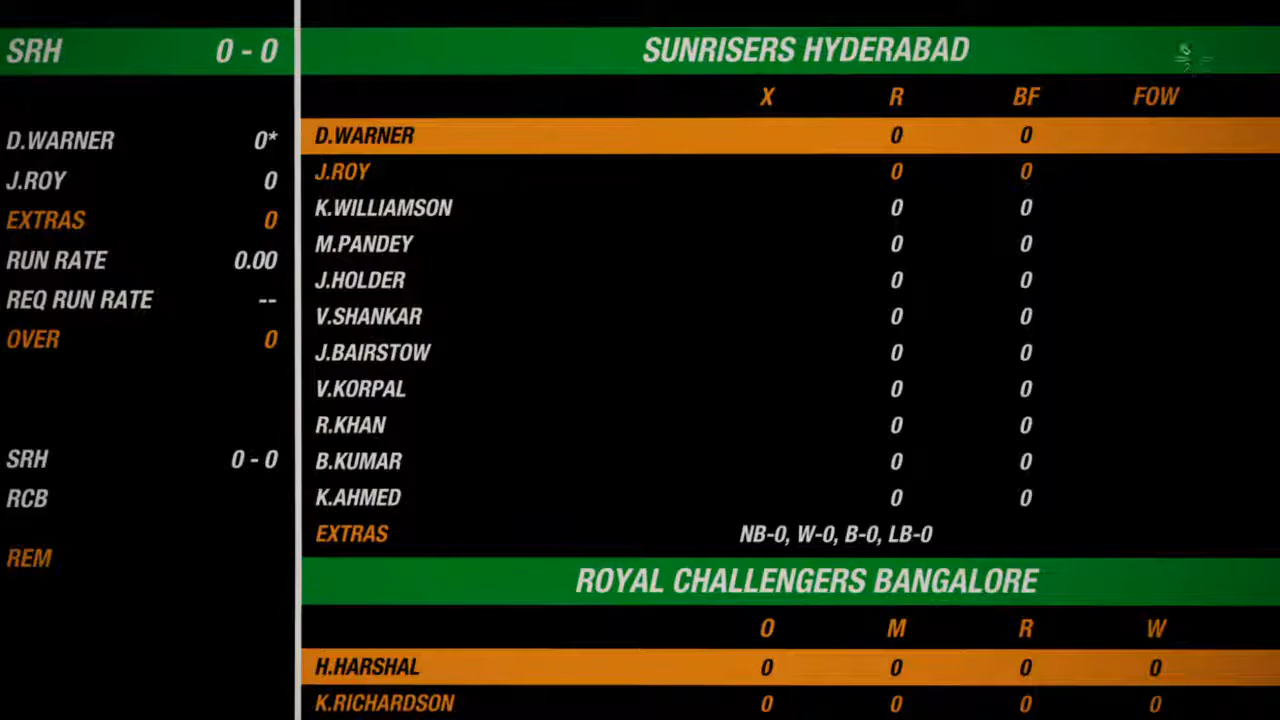 SRH 0 - 0
D.WARNER 0*
J.ROY 0
EXTRAS 0
RUN RATE 0.00
REQ RUN RATE --
OVER 0
SRH 0 - 0
RCB
REM
SUNRISERS HYDERABAD
X R BF FOW
D.WARNER 0 0
J.ROY 0 0
K.WILLIAMSON 0 0
M.PANDEY 0 0
J.HOLDER 0 0
V.SHANKAR 0 0
J.BAIRSTOW 0 0
V.KORPAL 0 0
R.KHAN 0 0
B.KUMAR 0 0
K.AHMED 0 0
EXTRAS NB-0, W-0, B-0, LB-0
ROYAL CHALLENGERS BANGALORE
O M R W
H.HARSHAL 0 0 0 0
K.RICHARDSON 0 0 0 0